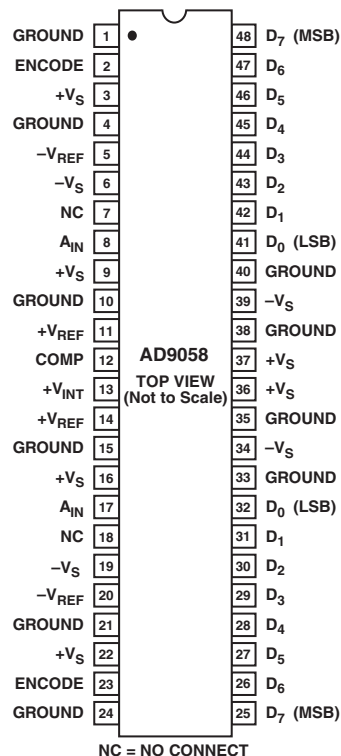 GROUND 1 48 D7 (MSB)
ENCODE 2 47 D6
+VS 3 46 D5
GROUND 4 45 D4
–VREF 5 44 D3
–VS 6 43 D2
NC 7 42 D1
AIN 8 41 D0 (LSB)
+VS 9 40 GROUND
GROUND 10 39 –VS
+VREF 11 38 GROUND
COMP 12 AD9058 37 +VS
+VINT 13 TOP VIEW 36 +VS
(Not to Scale)
+VREF 14 35 GROUND
GROUND 15 34 –VS
+VS 16 33 GROUND
AIN 17 32 D0 (LSB)
NC 18 31 D1
–VS 19 30 D2
–VREF 20 29 D3
GROUND 21 28 D4
+VS 22 27 D5
ENCODE 23 26 D6
GROUND 24 25 D7 (MSB)
NC = NO CONNECT